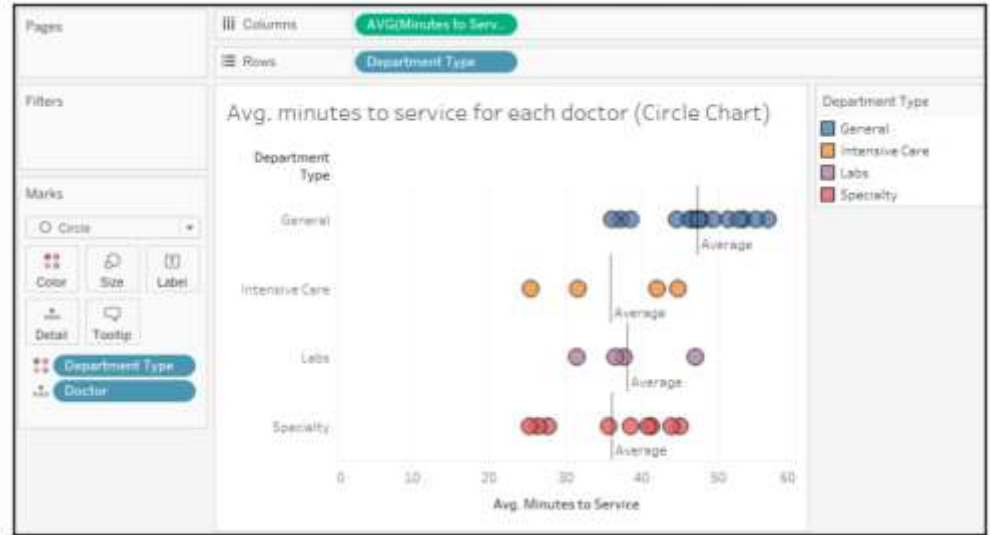 Pages
Columns
AVG(Minutes to Serv..
Rows
Department Type
Filters
Marks
Circle
Color
Size
Label
Detail
Tooltip
Department Type
Doctor
Avg. minutes to service for each doctor (Circle Chart)
Department
Type
General
Average
Intensive Care
Average
Labs
Average
Specialty
Average
0 10 20 30 40 50 60
Avg. Minutes to Service
Department Type
General
Intensive Care
Labs
Specialty